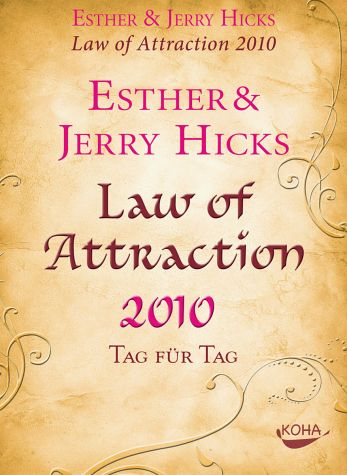 Esther & Jerry Hicks
Law of Attraction 2010
Esther &
Jerry Hicks
Law of
Attraction
2010
Tag für Tag
KOHA